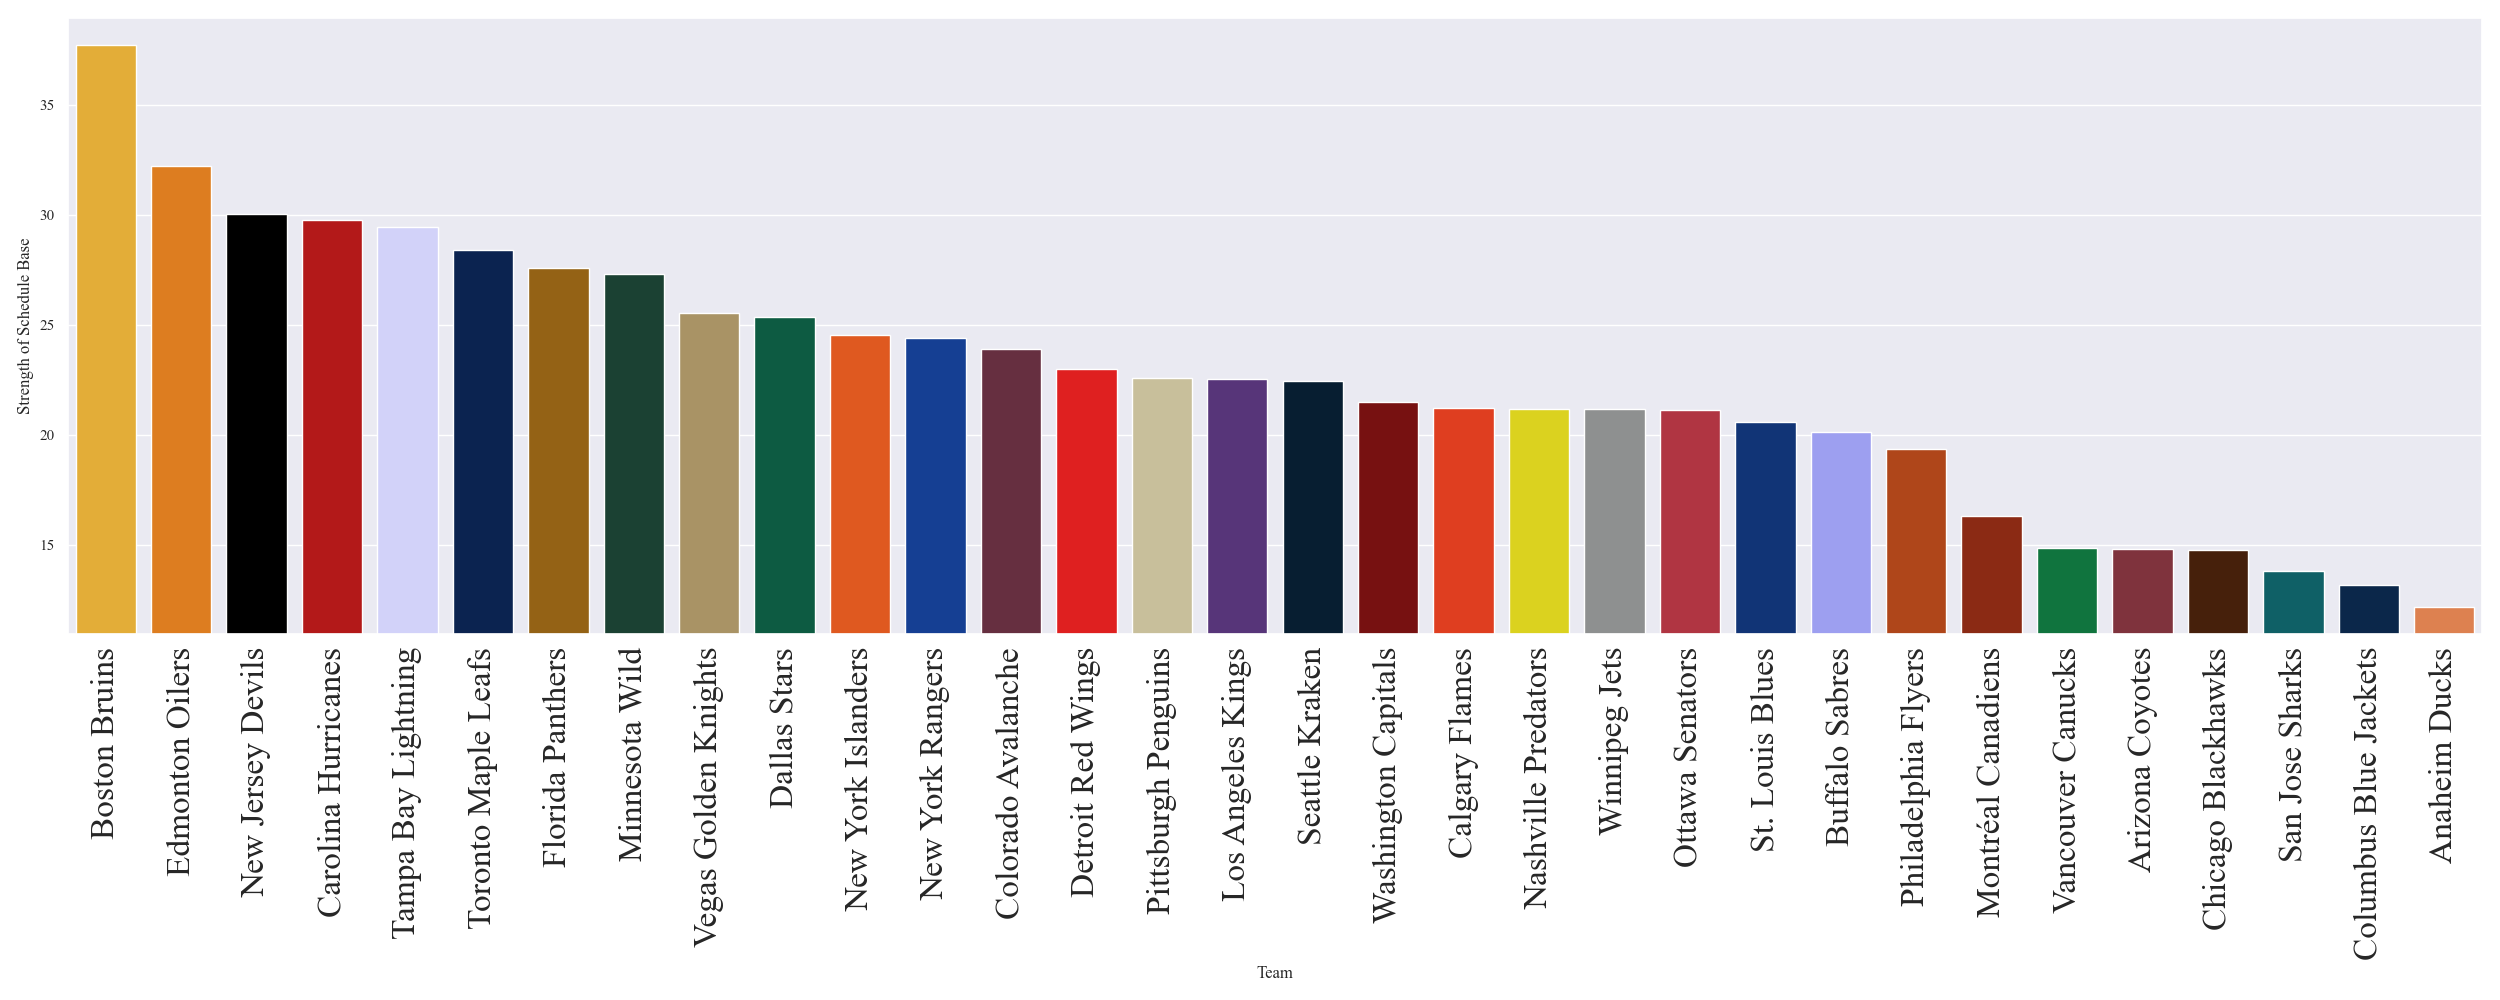 Strength of Schedule Base
35
30
25
20
15
Boston Bruins
Edmonton Oilers
New Jersey Devils
Carolina Hurricanes
Tampa Bay Lightning
Toronto Maple Leafs
Florida Panthers
Minnesota Wild
Vegas Golden Knights
Dallas Stars
New York Islanders
New York Rangers
Colorado Avalanche
Detroit Red Wings
Pittsburgh Penguins
Los Angeles Kings
Seattle Kraken
Washington Capitals
Calgary Flames
Nashville Predators
Winnipeg Jets
Ottawa Senators
St. Louis Blues
Buffalo Sabres
Philadelphia Flyers
Montréal Canadiens
Vancouver Canucks
Arizona Coyotes
Chicago Blackhawks
San Jose Sharks
Columbus Blue Jackets
Anaheim Ducks
Team